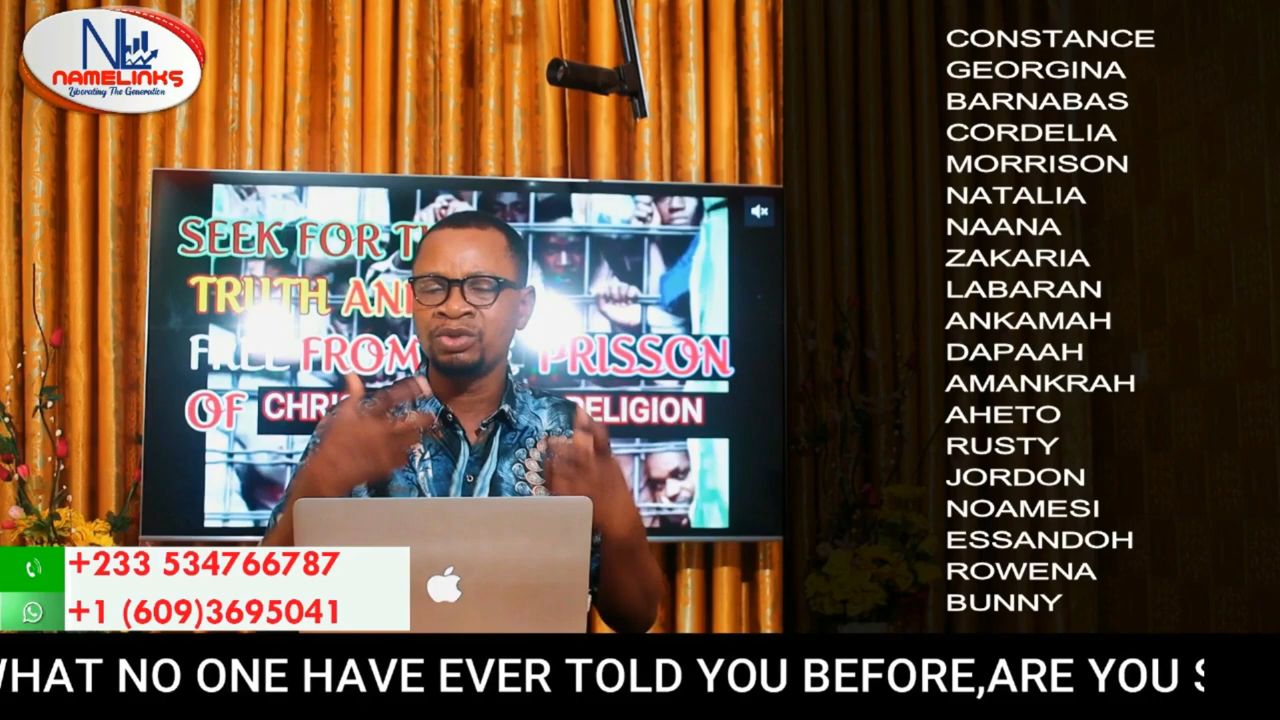 NL
NAMELINKS
Liberating The Generation
SEEK FOR
TRUTH AND
FREE FROM PRISSON
OF RELIGION
+233 534766787
+1 (609)3695041
CONSTANCE
GEORGINA
BARNABAS
CORDELIA
MORRISON
NATALIA
NAANA
ZAKARIA
LABARAN
ANKAMAH
DAPAAH
AMANKRAH
AHETO
RUSTY
JORDON
NOAMESI
ESSANDOH
ROWENA
BUNNY
WHAT NO ONE HAVE EVER TOLD YOU BEFORE,ARE YOU